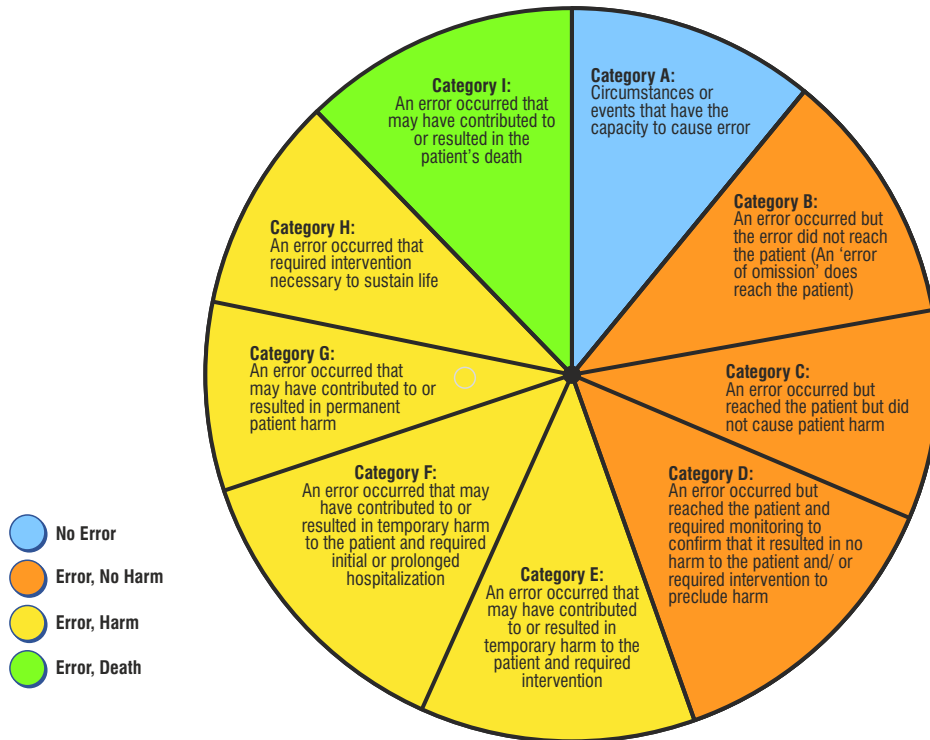 Category I:
An error occurred that
may have contributed to
or resulted in the
patient’s death
Category A:
Circumstances or
events that have the
capacity to cause error
Category B:
An error occurred but
the error did not reach
the patient (An ‘error
of omission’ does
reach the patient)
Category C:
An error occurred but
reached the patient but did
not cause patient harm
Category D:
An error occurred but
reached the patient and
required monitoring to
confirm that it resulted in no
harm to the patient and/ or
required intervention to
preclude harm
Category E:
An error occurred that
may have contributed
to or resulted in
temporary harm to the
patient and required
intervention
Category F:
An error occurred that may
have contributed to or
resulted in temporary harm
to the patient and required
initial or prolonged
hospitalization
Category G:
An error occurred that
may have contributed to or
resulted in permanent
patient harm
Category H:
An error occurred that
required intervention
necessary to sustain life
No Error
Error, No Harm
Error, Harm
Error, Death